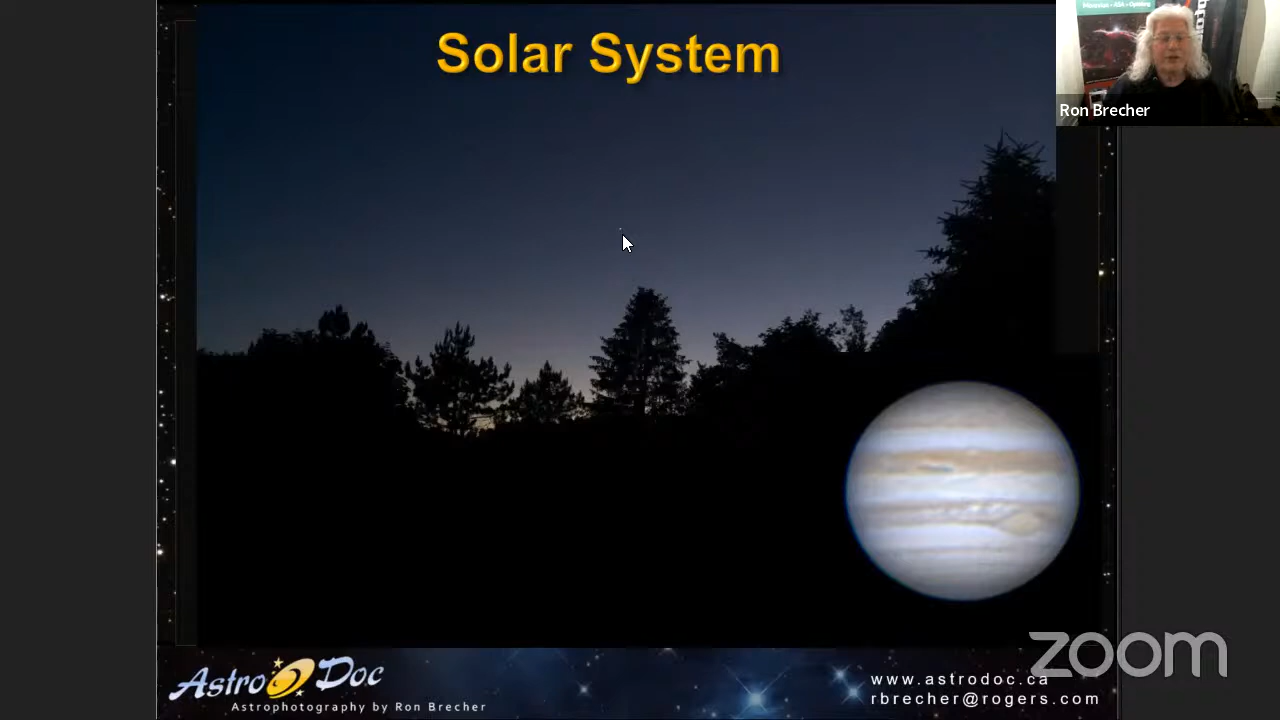 Solar System
Ron Brecher
Astro Doc
Astrophotography by Ron Brecher
www.astrodoc.ca
rbrecher@rogers.com
zoom